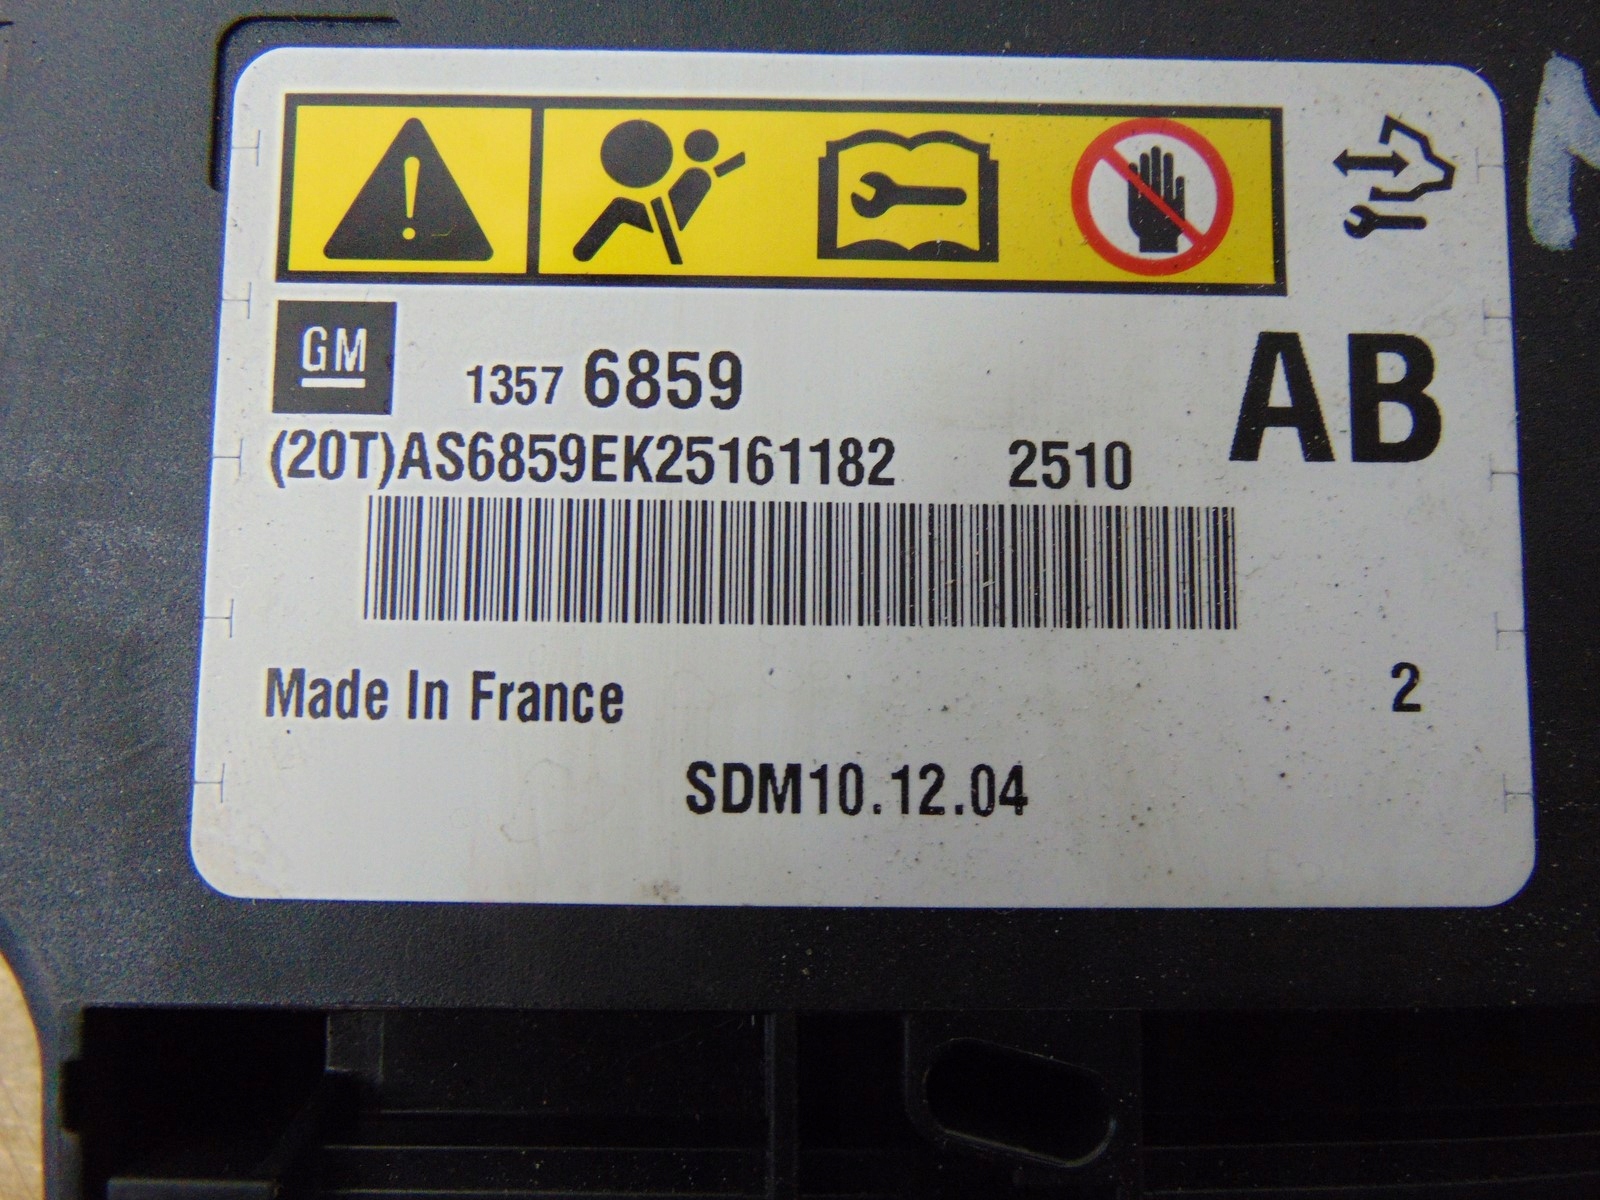 GM
1357 6859
AB
(20T)AS6859EK25161182 2510
Made In France
2
SDM10.12.04